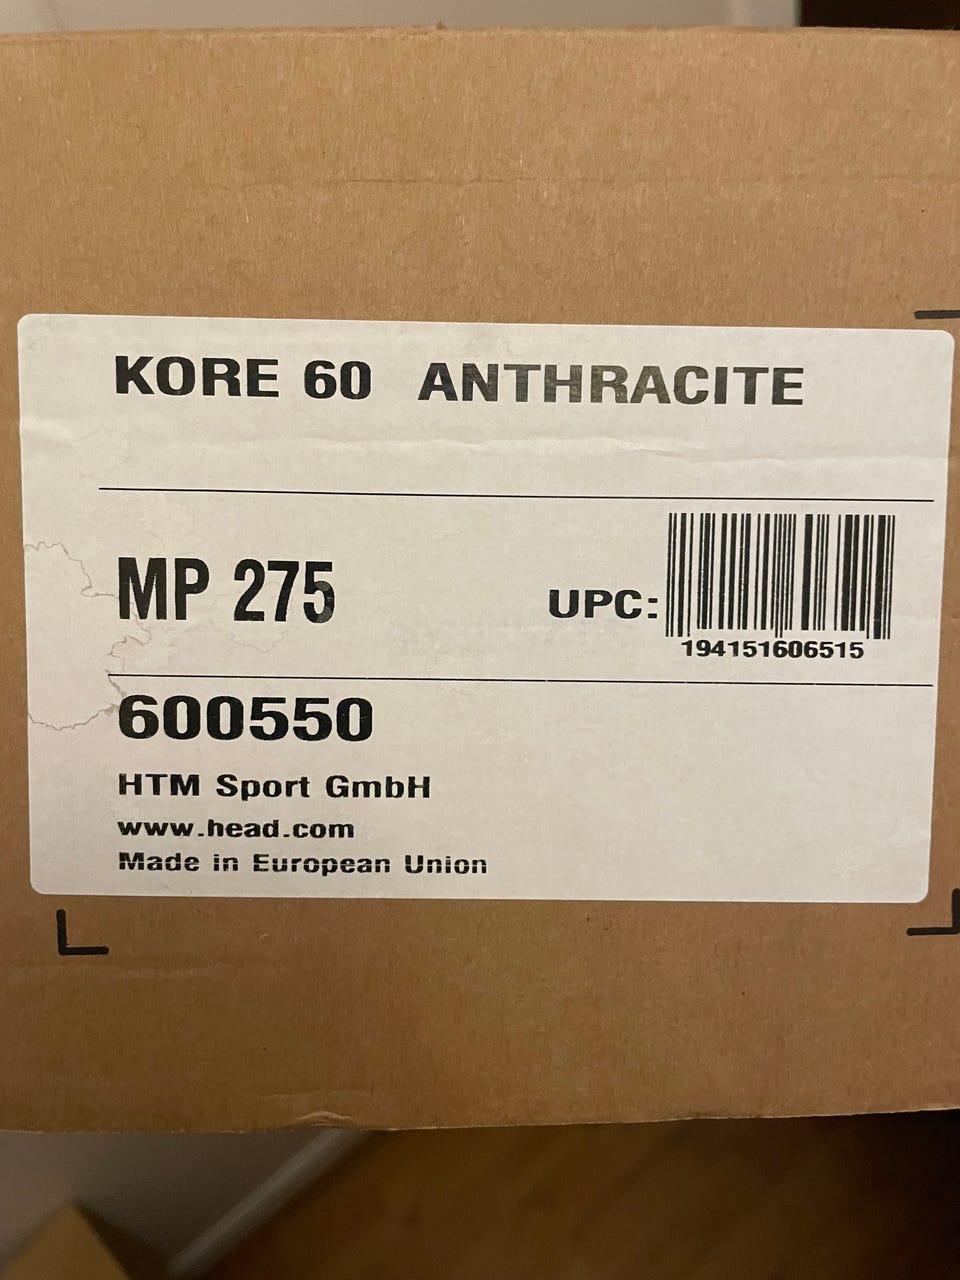 KORE 60 ANTHRACITE
MP 275
UPC:
194151606515
600550
HTM Sport GmbH
www.head.com
Made in European Union